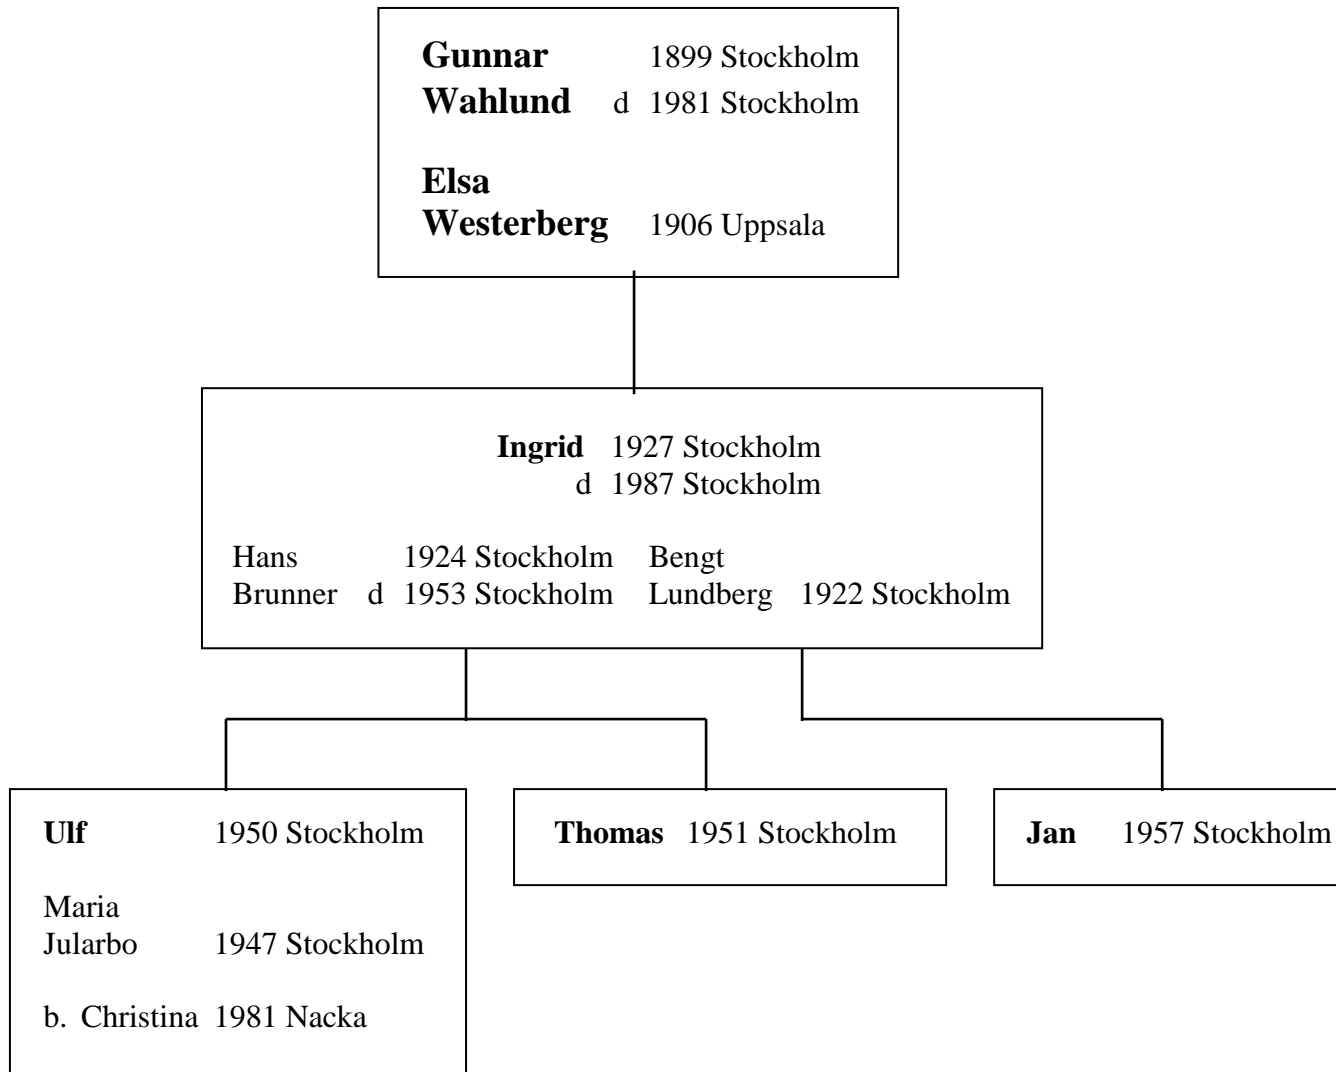 Gunnar 1899 Stockholm
Wahlund d 1981 Stockholm
Elsa
Westerberg 1906 Uppsala
Ingrid 1927 Stockholm
d 1987 Stockholm
Hans 1924 Stockholm Bengt
Brunner d 1953 Stockholm Lundberg 1922 Stockholm
Ulf 1950 Stockholm
Maria
Jularbo 1947 Stockholm
b. Christina 1981 Nacka
Thomas 1951 Stockholm
Jan 1957 Stockholm